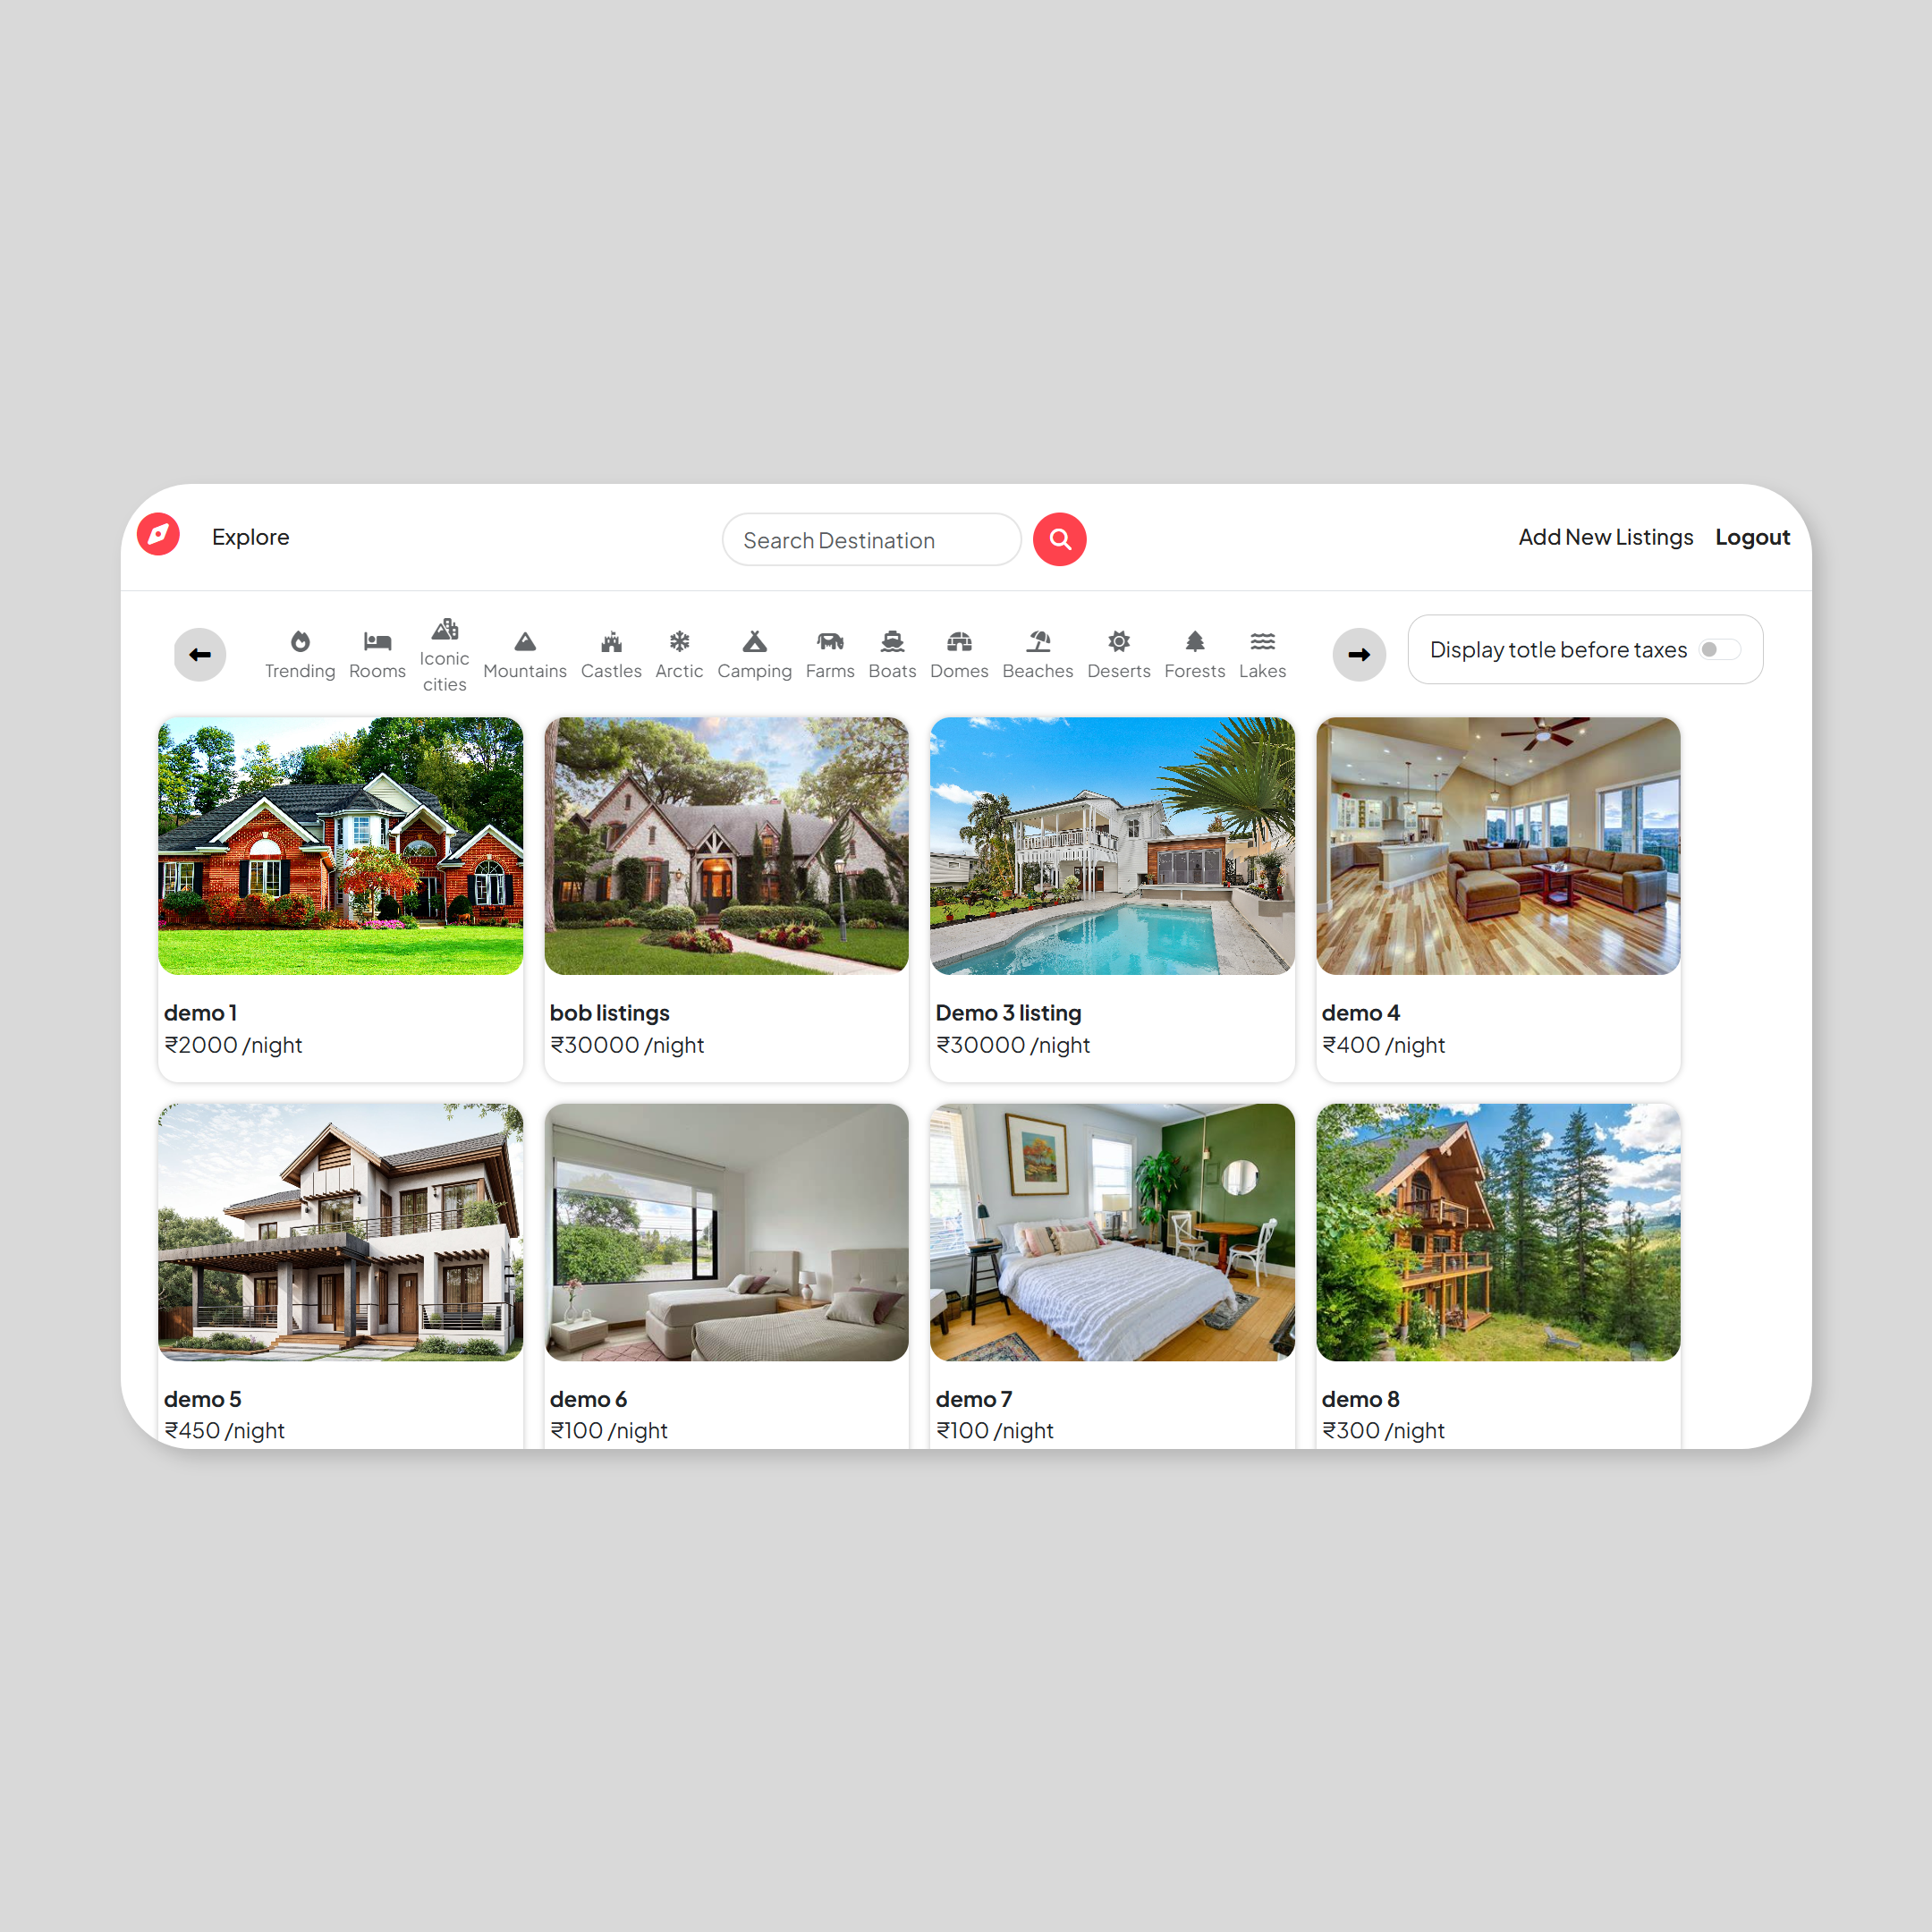 Explore
Search Destination
Add New Listings
Logout
Trending
Rooms
Iconic
cities
Mountains
Castles
Arctic
Camping
Farms
Boats
Domes
Beaches
Deserts
Forests
Lakes
Display totle before taxes
demo 1
₹2000 /night
bob listings
₹30000 /night
Demo 3 listing
₹30000 /night
demo 4
₹400 /night
demo 5
₹450 /night
demo 6
₹100 /night
demo 7
₹100 /night
demo 8
₹300 /night